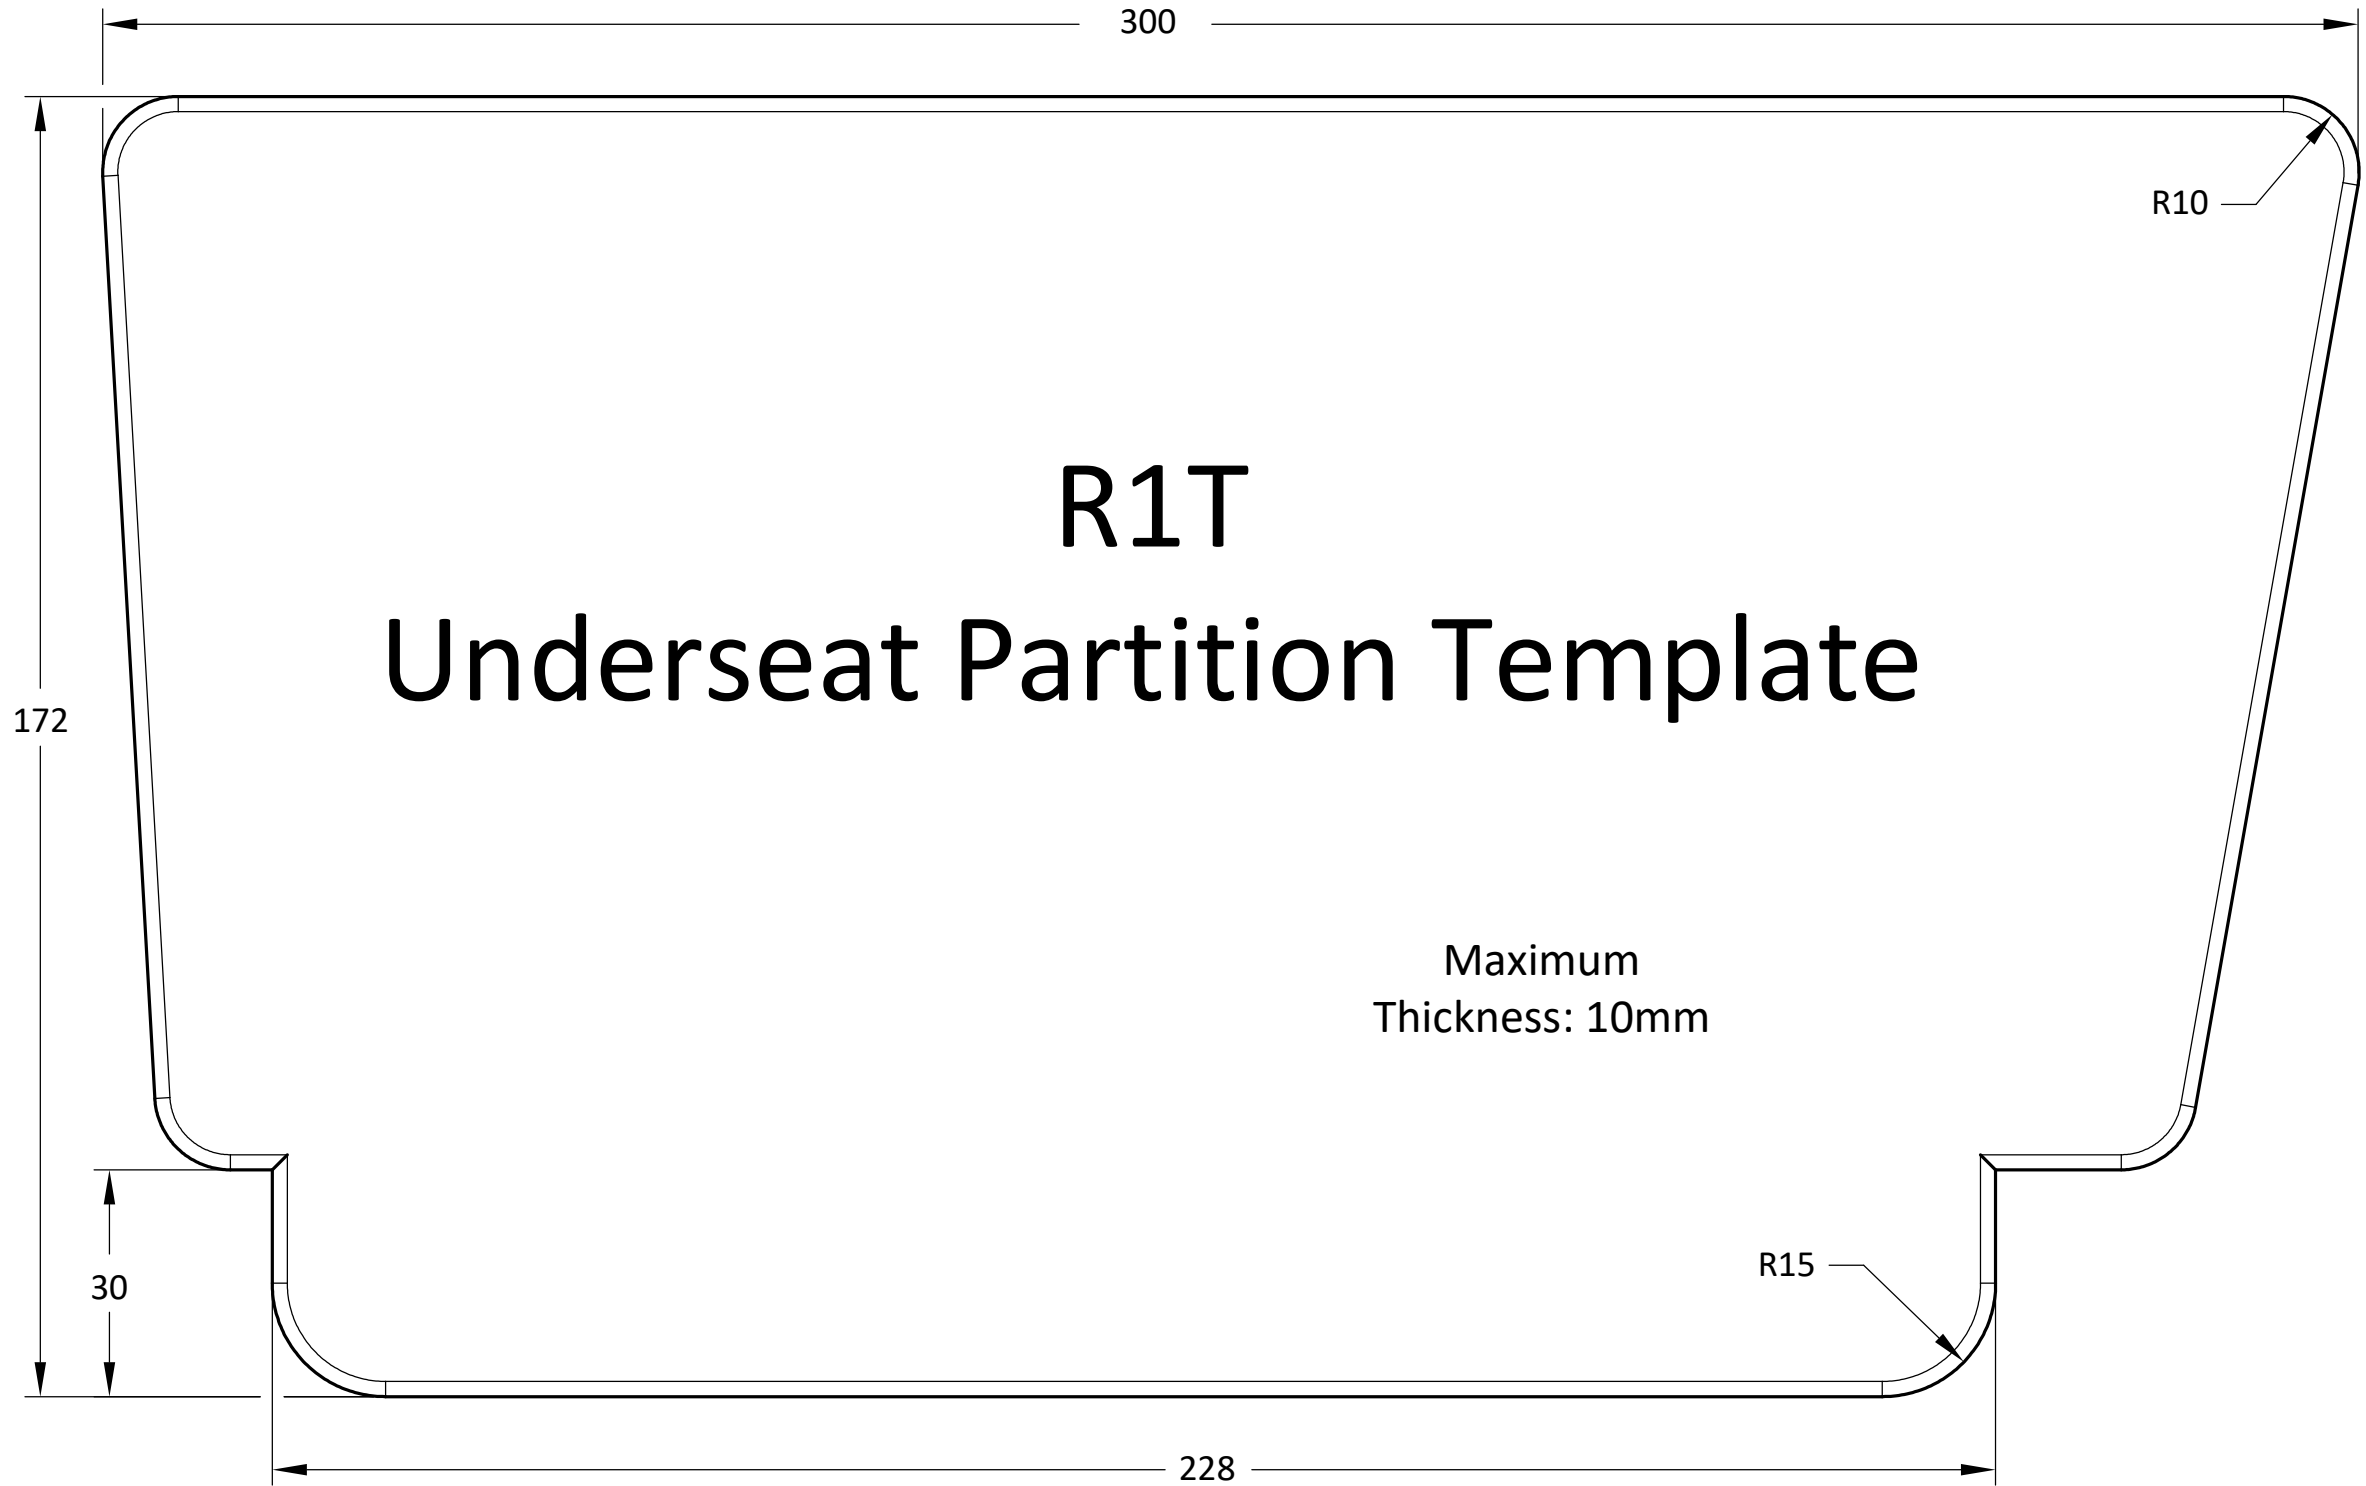 300
R10
R1T
Underseat Partition Template
172
Maximum
Thickness: 10mm
30
R15
228